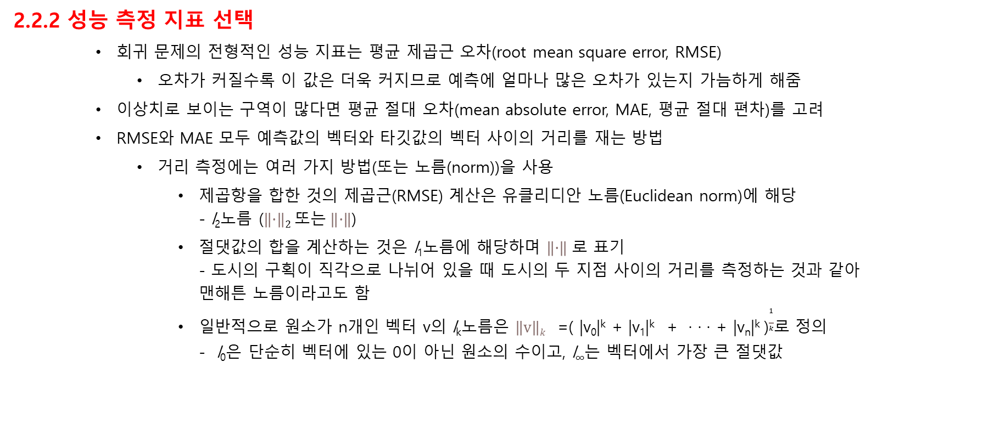 2.2.2 성능 측정 지표 선택
• 회귀 문제의 전형적인 성능 지표는 평균 제곱근 오차(root mean square error, RMSE)
• 오차가 커질수록 이 값은 더욱 커지므로 예측에 얼마나 많은 오차가 있는지 가늠하게 해줌
• 이상치로 보이는 구역이 많다면 평균 절대 오차(mean absolute error, MAE, 평균 절대 편차)를 고려
• RMSE와 MAE 모두 예측값의 벡터와 타깃값의 벡터 사이의 거리를 재는 방법
• 거리 측정에는 여러 가지 방법(또는 노름(norm))을 사용
• 제곱항을 합한 것의 제곱근(RMSE) 계산은 유클리디안 노름(Euclidean norm)에 해당
- l₂노름 (‖·‖₂ 또는 ‖·‖)
• 절댓값의 합을 계산하는 것은 l₁노름에 해당하며 ‖·‖ 로 표기
- 도시의 구획이 직각으로 나뉘어 있을 때 도시의 두 지점 사이의 거리를 측정하는 것과 같아
맨해튼 노름이라고도 함
• 일반적으로 원소가 n개인 벡터 v의 lₖ노름은 ‖v‖ₖ =( |v₀|ᵏ + |v₁|ᵏ + · · · + |vₙ|ᵏ )^(1/k)로 정의
- l₀은 단순히 벡터에 있는 0이 아닌 원소의 수이고, l∞는 벡터에서 가장 큰 절댓값